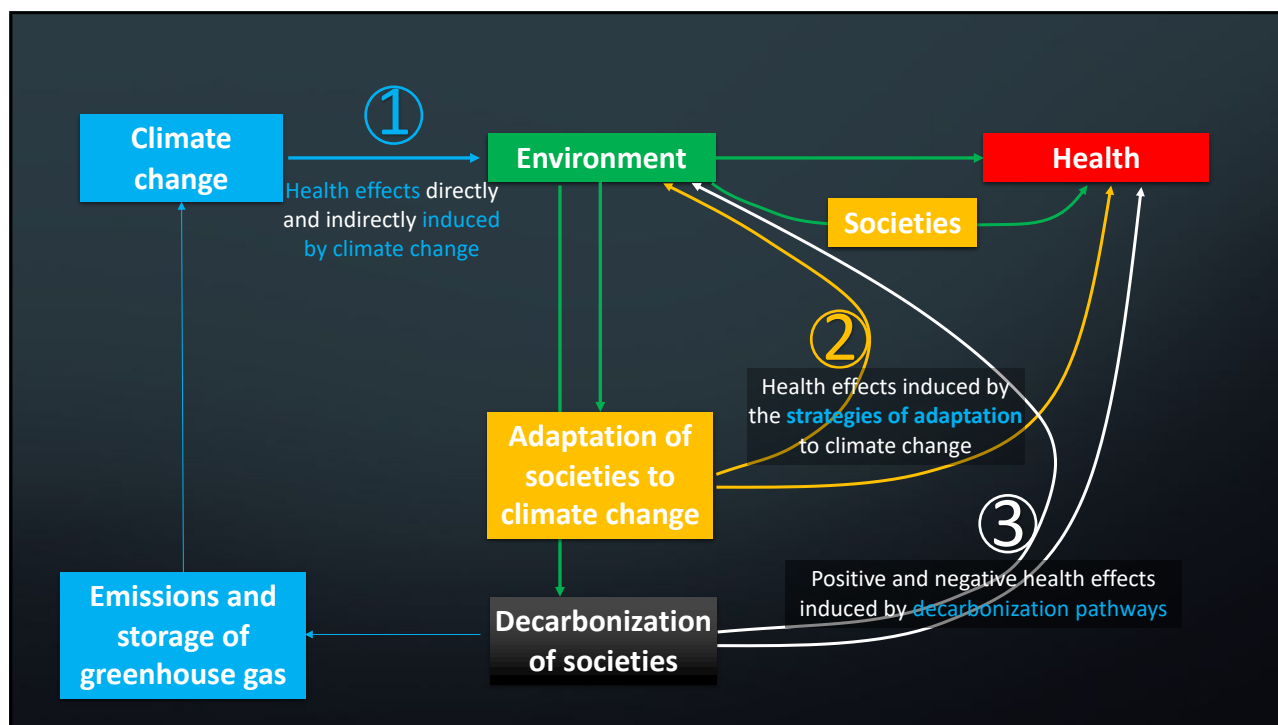 ①
Climate
change
Environment
Health
Health effects directly
and indirectly induced
by climate change
Societies
②
Health effects induced by
the strategies of adaptation
to climate change
Adaptation of
societies to
climate change
③
Positive and negative health effects
induced by decarbonization pathways
Emissions and
storage of
greenhouse gas
Decarbonization
of societies